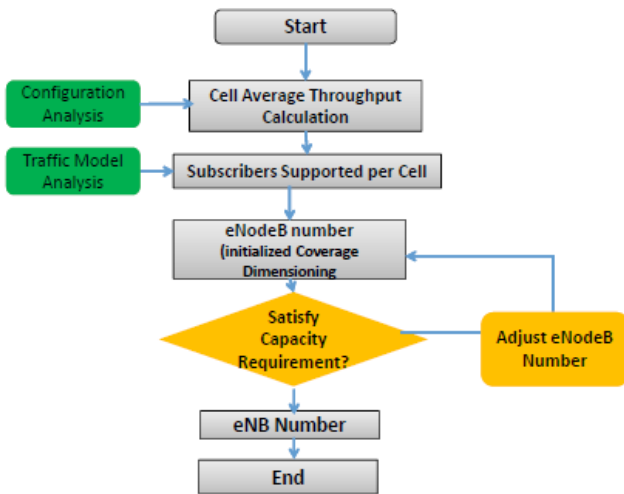 Start
Configuration
Analysis
Cell Average Throughput
Calculation
Traffic Model
Analysis
Subscribers Supported per Cell
eNodeB number
(initialized Coverage
Dimensioning
Satisfy
Capacity
Requirement?
Adjust eNodeB
Number
eNB Number
End